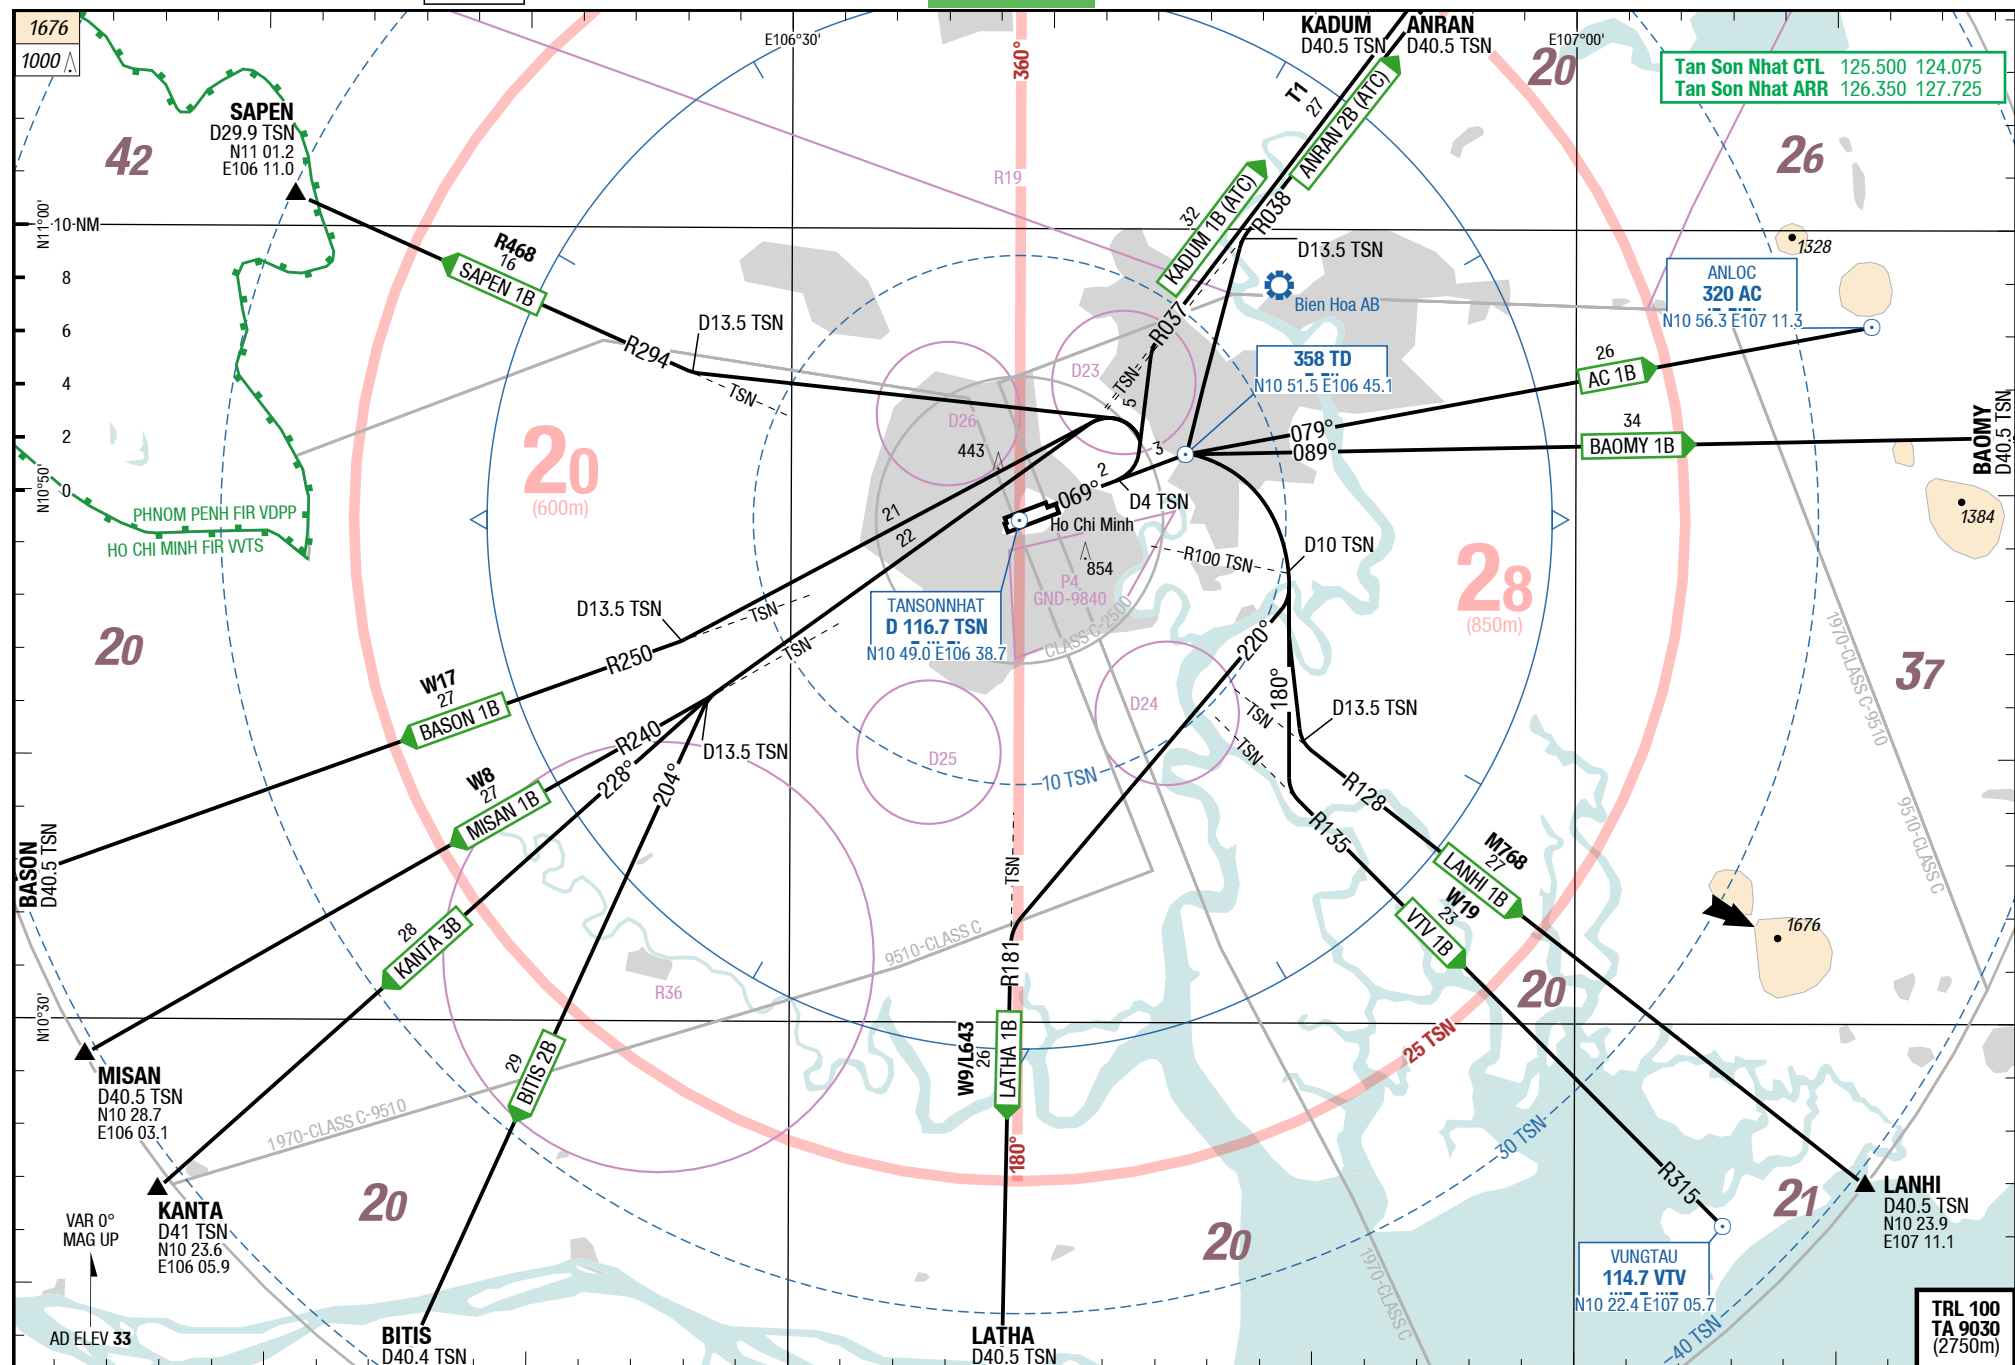 1676
1000
SAPEN
D29.9 TSN
N11 01.2
E106 11.0
42
E106°30'
360°
R19
KADUM
D40.5 TSN
ANRAN
D40.5 TSN
E107°00'
20
Tan Son Nhat CTL 125.500 124.075
Tan Son Nhat ARR 126.350 127.725
26
T1
27
ANRAN 2B (ATC)
32
KADUM 1B (ATC)
R038
R037
D13.5 TSN
Bien Hoa AB
1328
ANLOC
320 AC
N10 56.3 E107 11.3
N11°00'
10 NM
8
6
4
2
0
N10°50'
R468
16
SAPEN 1B
R294
D13.5 TSN
TSN
TSN
5
D23
D26
443
358 TD
N10 51.5 E106 45.1
26
AC 1B
079°
089°
34
BAOMY 1B
BAOMY
D40.5 TSN
3
2
069°
D4 TSN
Ho Chi Minh
854
20
(600m)
21
22
PHNOM PENH FIR VDPP
HO CHI MINH FIR VVTS
1384
28
(850m)
D10 TSN
R100 TSN
P4
GND-9840
CLASS C-2500
TANSONNHAT
D 116.7 TSN
N10 49.0 E106 38.7
D13.5 TSN
TSN
TSN
R250
20
W17
27
BASON 1B
220°
180°
D24
D25
10 TSN
TSN
TSN
D13.5 TSN
37
1970-CLASS C-9510
9510-CLASS C
R240
228°
204°
D13.5 TSN
W8
27
MISAN 1B
BASON
D40.5 TSN
R128
R135
M768
27
LANHI 1B
W19
23
VTV 1B
1676
TSN
R181
28
KANTA 3B
R36
9510-CLASS C
20
25 TSN
N10°30'
MISAN
D40.5 TSN
N10 28.7
E106 03.1
29
BITIS 2B
W9/L643
26
LATHA 1B
180°
1970-CLASS C-9510
30 TSN
R315
KANTA
D41 TSN
N10 23.6
E106 05.9
20
20
21
LANHI
D40.5 TSN
N10 23.9
E107 11.1
VAR 0°
MAG UP
AD ELEV 33
BITIS
D40.4 TSN
LATHA
D40.5 TSN
1970-CLASS C
VUNGTAU
114.7 VTV
N10 22.4 E107 05.7
40 TSN
TRL 100
TA 9030
(2750m)